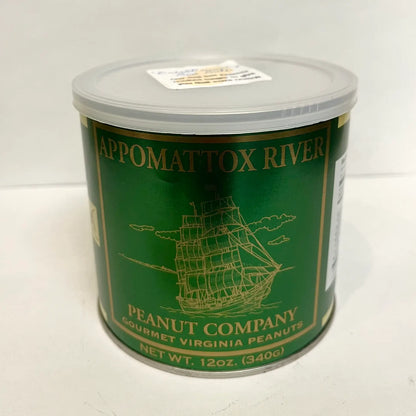 APPOMATTOX RIVER
PEANUT COMPANY
GOURMET VIRGINIA PEANUTS
NET WT. 12oz. (340G)